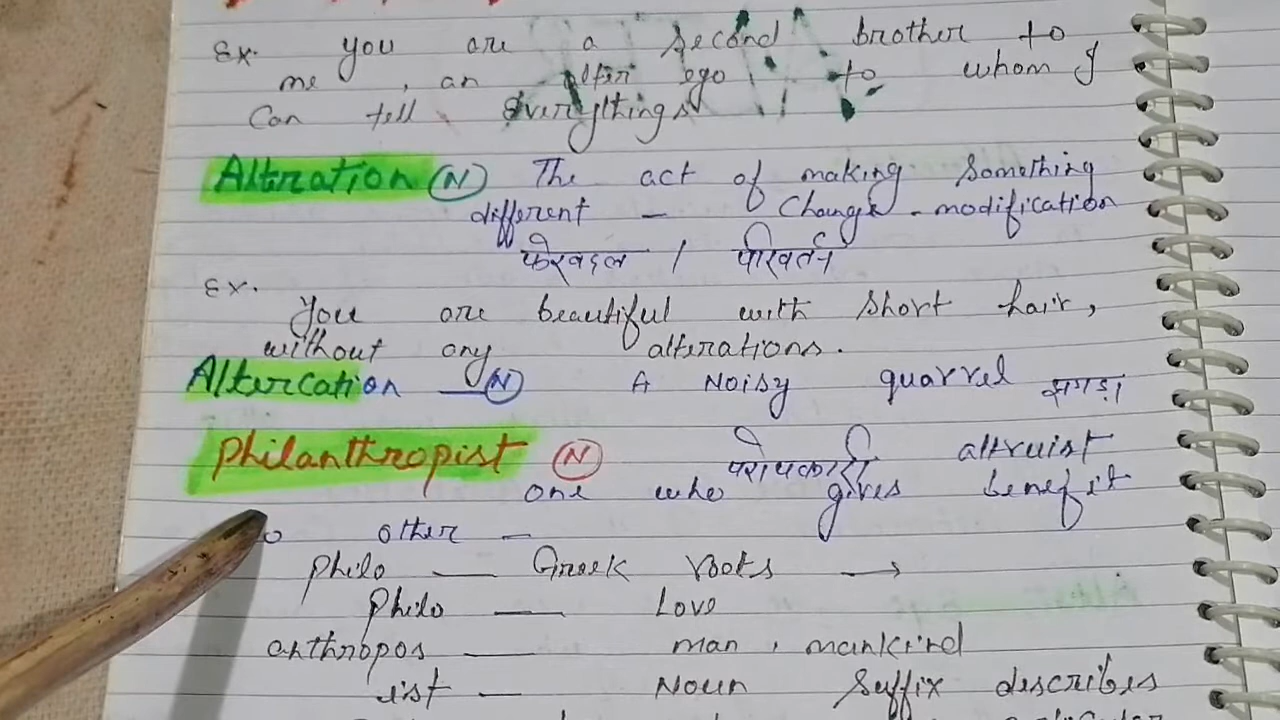 Ex. you are a second brother to
me, an alter ego to whom I
Can tell everythings
Alteration (N) The act of making something
different — Change - modification
फेरबदल / परिवर्तन
Ex.
You are beautiful with short hair,
without any alterations.
Altercation — (N) A Noisy quarrel झगड़ा
Philanthropist (N) परोपकारी altruist
one who gives benefit
to other —
Philo — Greek roots →
Philo — Love
anthropos — man, mankind
ist — Noun Suffix describes